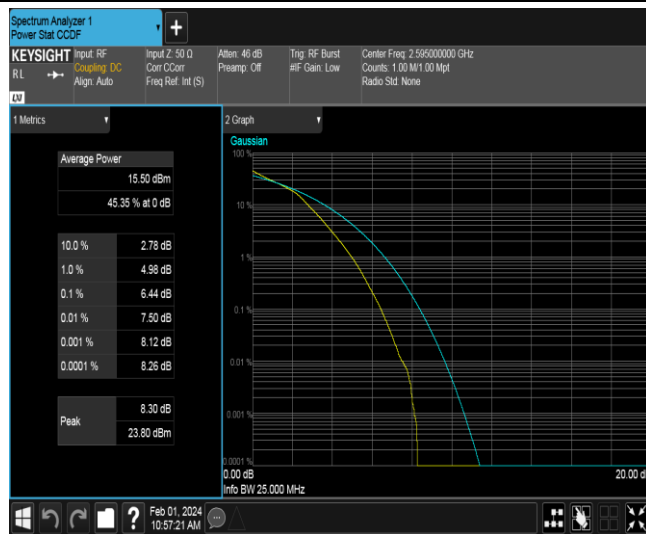 Spectrum Analyzer 1
Power Stat CCDF
+
KEYSIGHT Input: RF Input Z: 50 Ω Atten: 46 dB Trig: RF Burst Center Freq: 2.595000000 GHz
RL Coupling: DC Corr CCorr Preamp: Off #IF Gain: Low Counts: 1.00 M/1.00 Mpt
Align: Auto Freq Ref: Int (S) Radio Std: None
LXI
1 Metrics
2 Graph
Gaussian
Average Power
15.50 dBm
45.35 % at 0 dB
10.0 % 2.78 dB
1.0 % 4.98 dB
0.1 % 6.44 dB
0.01 % 7.50 dB
0.001 % 8.12 dB
0.0001 % 8.26 dB
Peak 8.30 dB
23.80 dBm
100 %
10 %
1 %
0.1 %
0.01 %
0.001 %
0.0001 %
0.00 dB 20.00 d
Info BW 25.000 MHz
? Feb 01, 2024
10:57:21 AM